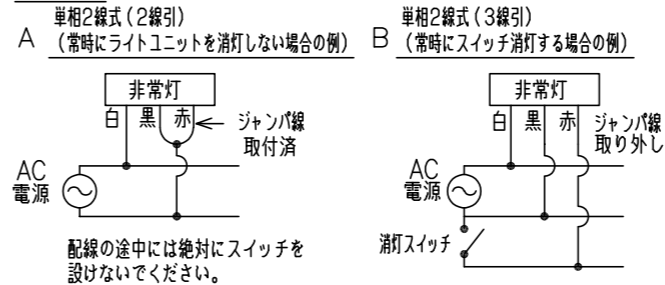 A 単相2線式(2線引)
(常時にライトユニットを消灯しない場合の例)
非常灯
白 黒 赤
ジャンパ線
取付済
AC
電源
配線の途中には絶対にスイッチを
設けないでください。
B 単相2線式(3線引)
(常時にスイッチ消灯する場合の例)
非常灯
白 黒 赤
ジャンパ線
取り外し
AC
電源
消灯スイッチ